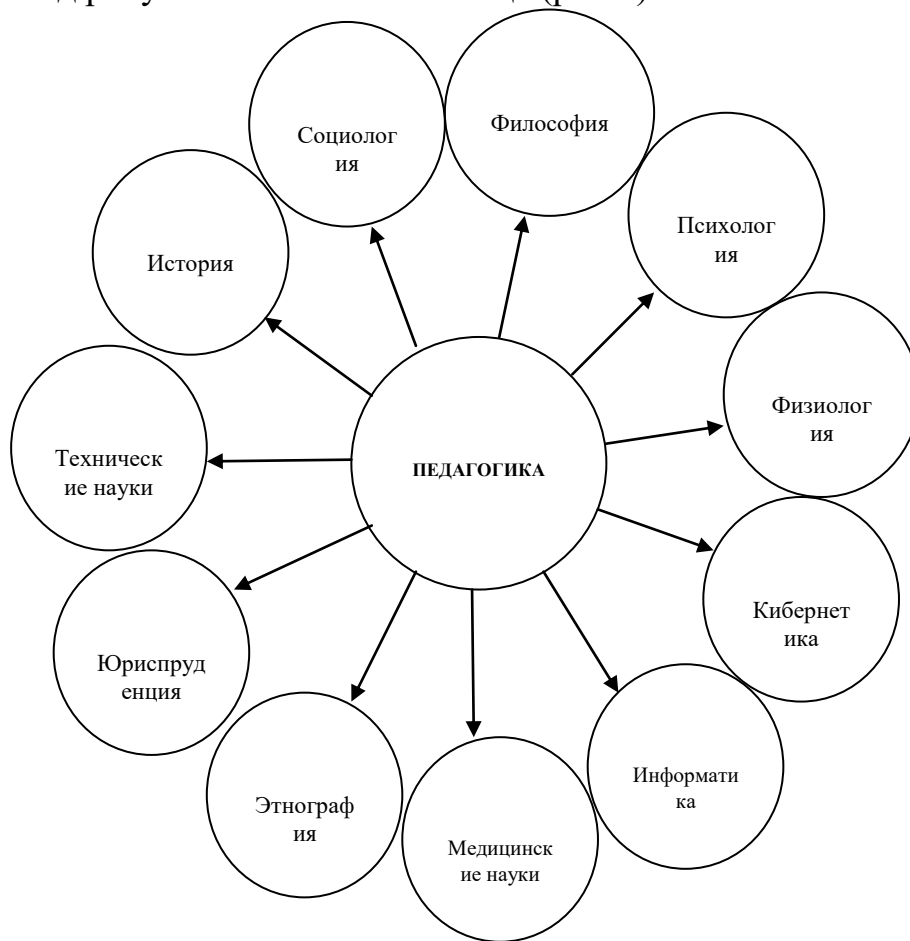 Социолог
ия
Философия
Психолог
ия
История
Физиолог
ия
Техническ
ие науки
ПЕДАГОГИКА
Кибернет
ика
Юриспруд
енция
Информати
ка
Этнограф
ия
Медицинск
ие науки